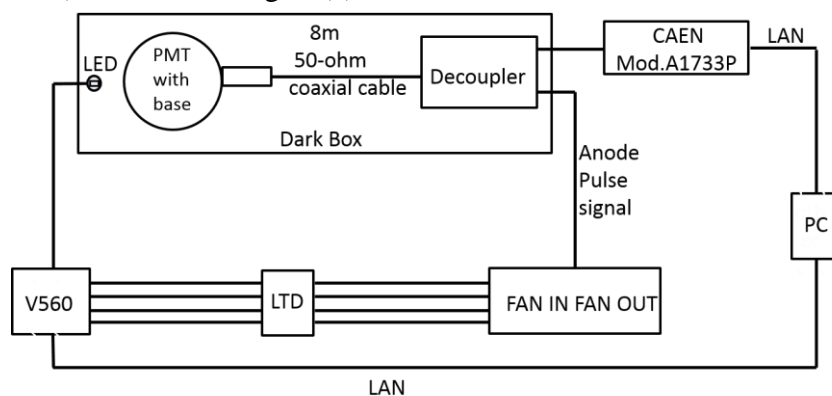 LED
PMT
with
base
8m
50-ohm
coaxial cable
Decoupler
Dark Box
CAEN
Mod.A1733P
LAN
Anode
Pulse
signal
PC
V560
LTD
FAN IN FAN OUT
LAN